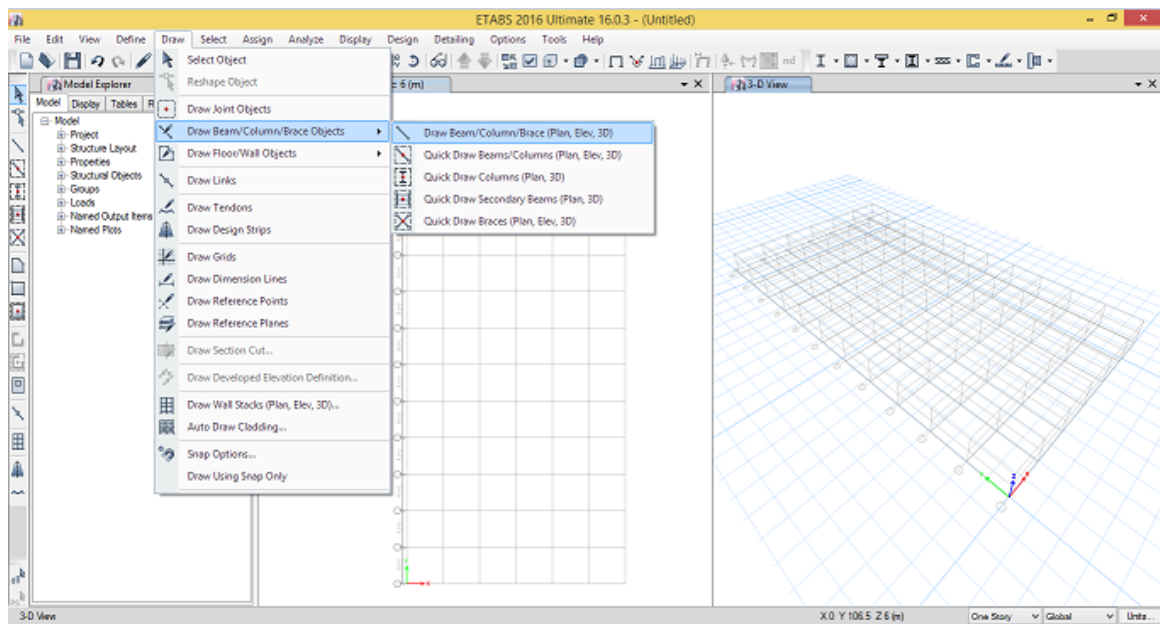 ETABS 2016 Ultimate 16.0.3 - (Untitled)
File Edit View Define Draw Select Assign Analyze Display Design Detailing Options Tools Help
nd
Model Explorer
Model Display Tables
Model
Project
Structure Layout
Properties
Structural Objects
Groups
Loads
Named Output Items
Named Plots
Select Object
Reshape Object
Draw Joint Objects
Draw Beam/Column/Brace Objects
Draw Floor/Wall Objects
Draw Links
Draw Tendons
Draw Design Strips
Draw Grids
Draw Dimension Lines
Draw Reference Points
Draw Reference Planes
Draw Section Cut...
Draw Developed Elevation Definition...
Draw Wall Stacks (Plan, Elev, 3D)...
Auto Draw Cladding...
Snap Options...
Draw Using Snap Only
Draw Beam/Column/Brace (Plan, Elev, 3D)
Quick Draw Beams/Columns (Plan, Elev, 3D)
Quick Draw Columns (Plan, 3D)
Quick Draw Secondary Beams (Plan, 3D)
Quick Draw Braces (Plan, Elev, 3D)
= 6 (m)
3-D View
X
3-D View
X 0 Y 106.5 Z 6 (m)
One Story
Global
Units...